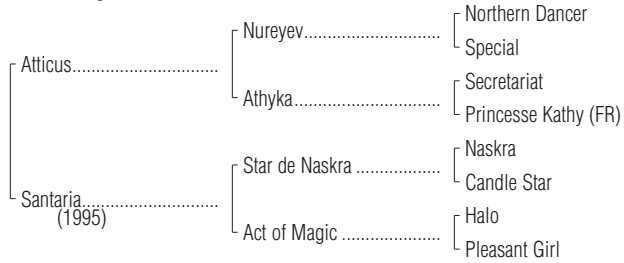 Northern Dancer
Nureyev..............................
Special
Atticus.................................
Secretariat
Athyka................................
Princesse Kathy (FR)
Naskra
Star de Naskra ...................
Candle Star
Santaria...............................
(1995)
Halo
Act of Magic ......................
Pleasant Girl